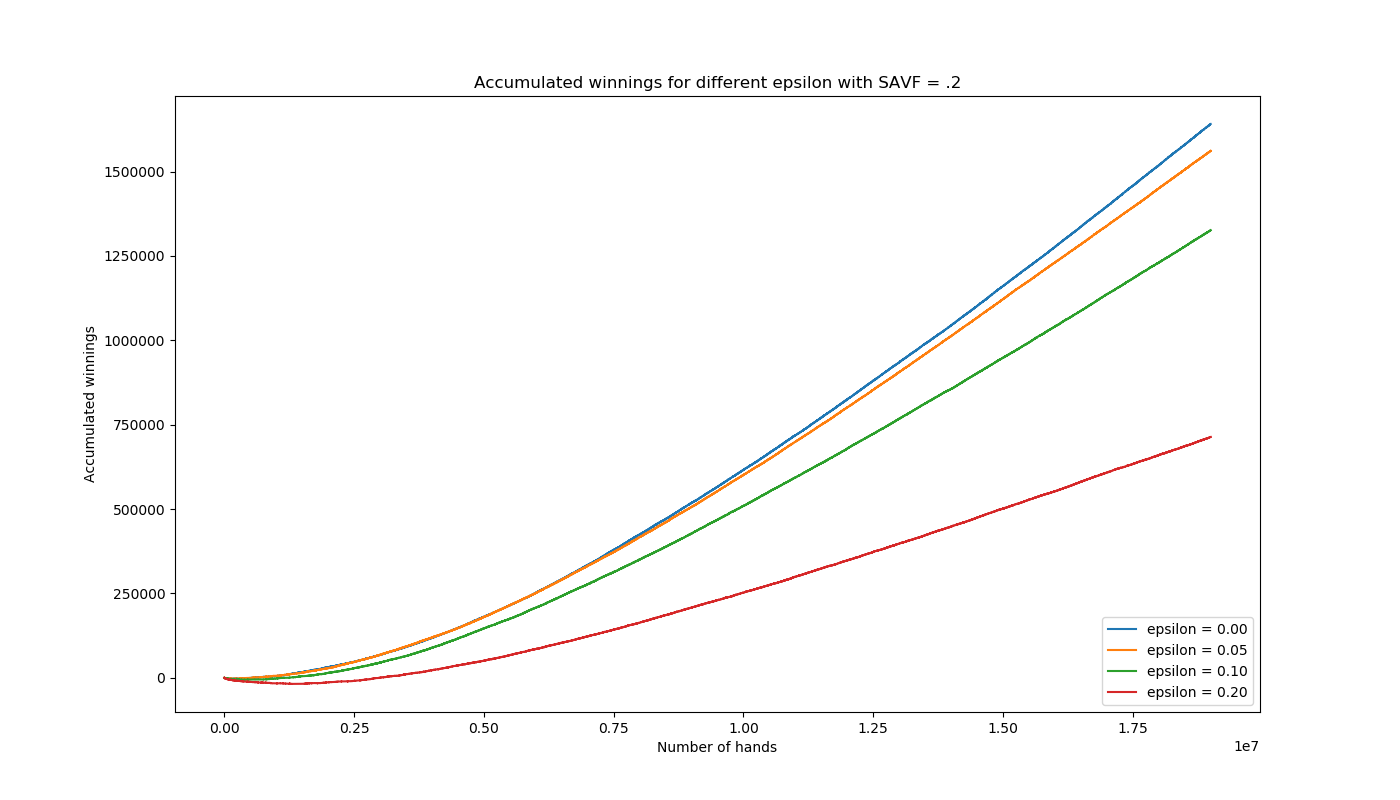 Accumulated winnings for different epsilon with SAVF = .2
Accumulated winnings
1500000
1250000
1000000
750000
500000
250000
0
0.00 0.25 0.50 0.75 1.00 1.25 1.50 1.75
1e7
Number of hands
epsilon = 0.00
epsilon = 0.05
epsilon = 0.10
epsilon = 0.20